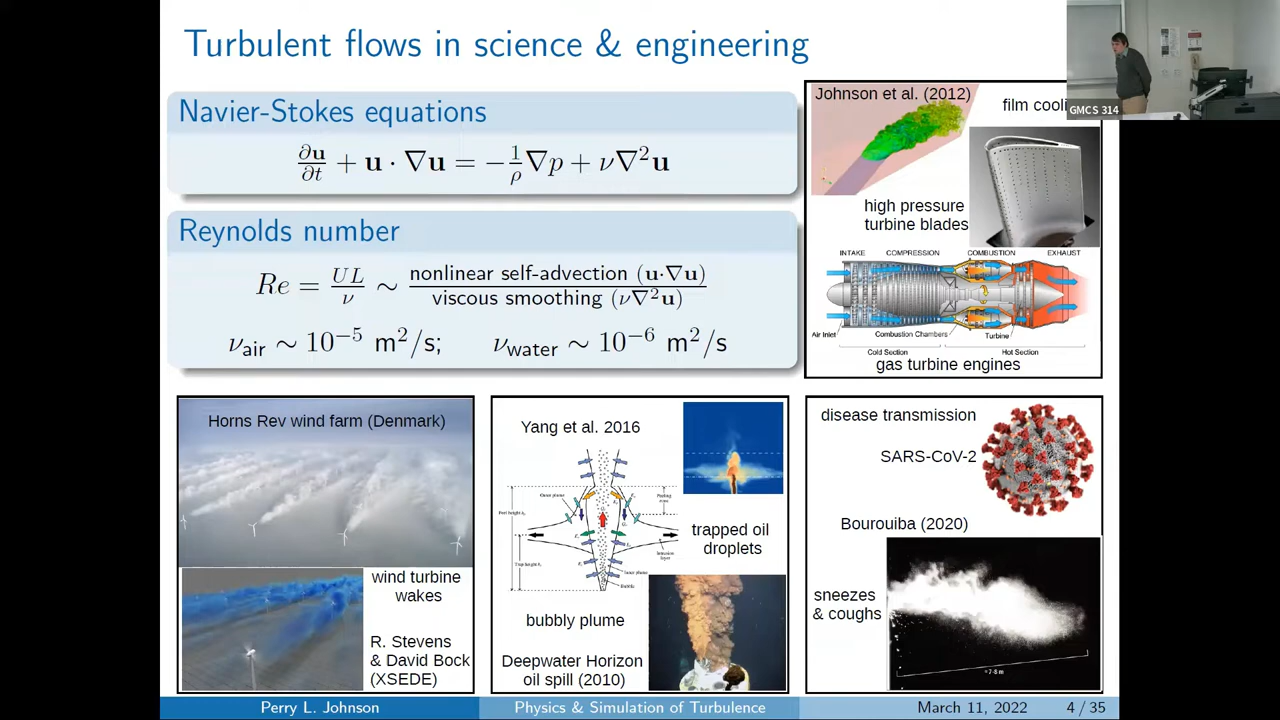 Turbulent flows in science & engineering
GMCS 314
Navier-Stokes equations
∂u/∂t + u · ∇u = −1/ρ ∇p + ν∇²u
Reynolds number
Re = UL/ν ∼ nonlinear self-advection (u·∇u) / viscous smoothing (ν∇²u)
νair ∼ 10⁻⁵ m²/s; νwater ∼ 10⁻⁶ m²/s
Johnson et al. (2012)
film
high pressure
turbine blades
INTAKE COMPRESSION COMBUSTION EXHAUST
Air Inlet Combustion Chambers Turbine
Cold Section Hot Section
gas turbine engines
Horns Rev wind farm (Denmark)
wind turbine
wakes
R. Stevens
& David Bock
(XSEDE)
Yang et al. 2016
trapped oil
droplets
bubbly plume
Deepwater Horizon
oil spill (2010)
disease transmission
SARS-CoV-2
Bourouiba (2020)
sneezes
& coughs
Perry L. Johnson
Physics & Simulation of Turbulence
March 11, 2022
4 / 35